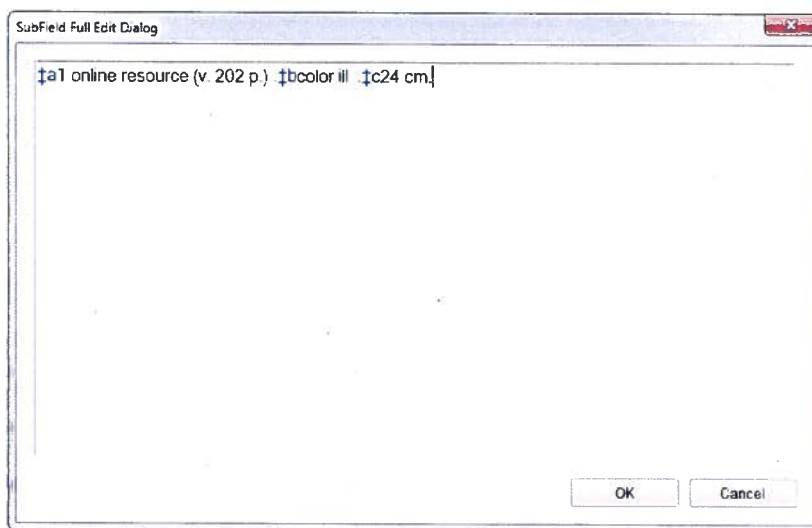 SubField Full Edit Dialog
‡a1 online resource (v. 202 p.) ‡bcolor ill ‡c24 cm.
OK
Cancel